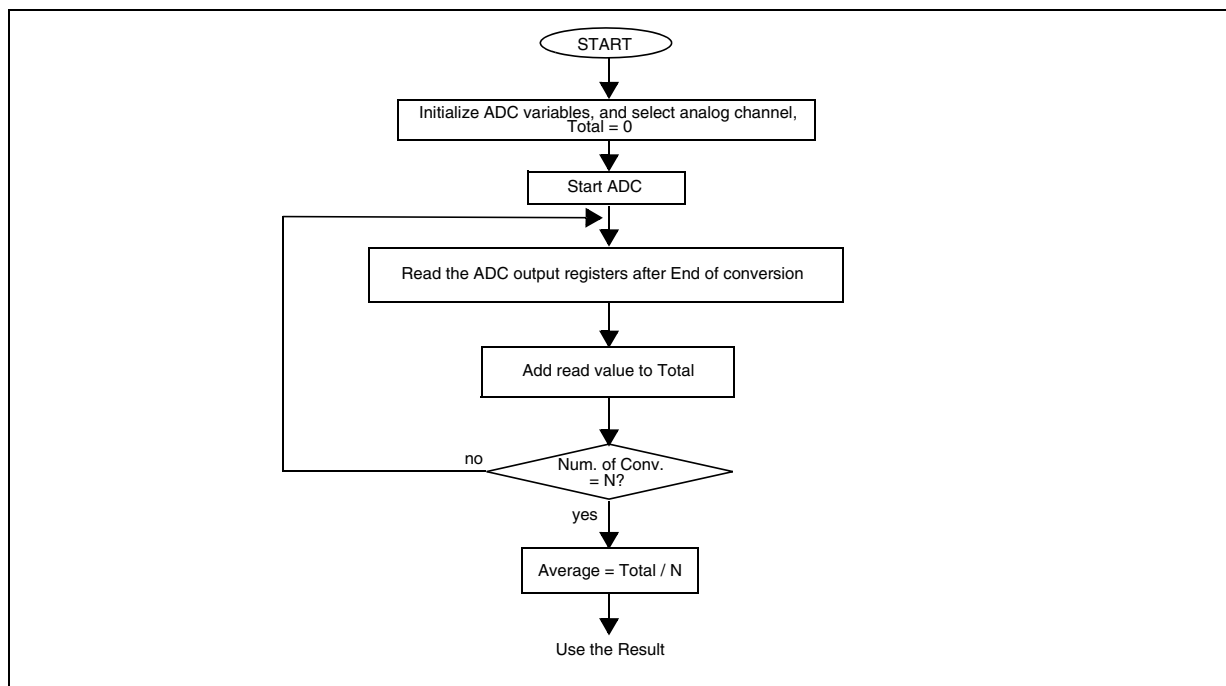 START
Initialize ADC variables, and select analog channel,
Total = 0
Start ADC
Read the ADC output registers after End of conversion
Add read value to Total
no
Num. of Conv.
= N?
yes
Average = Total / N
Use the Result